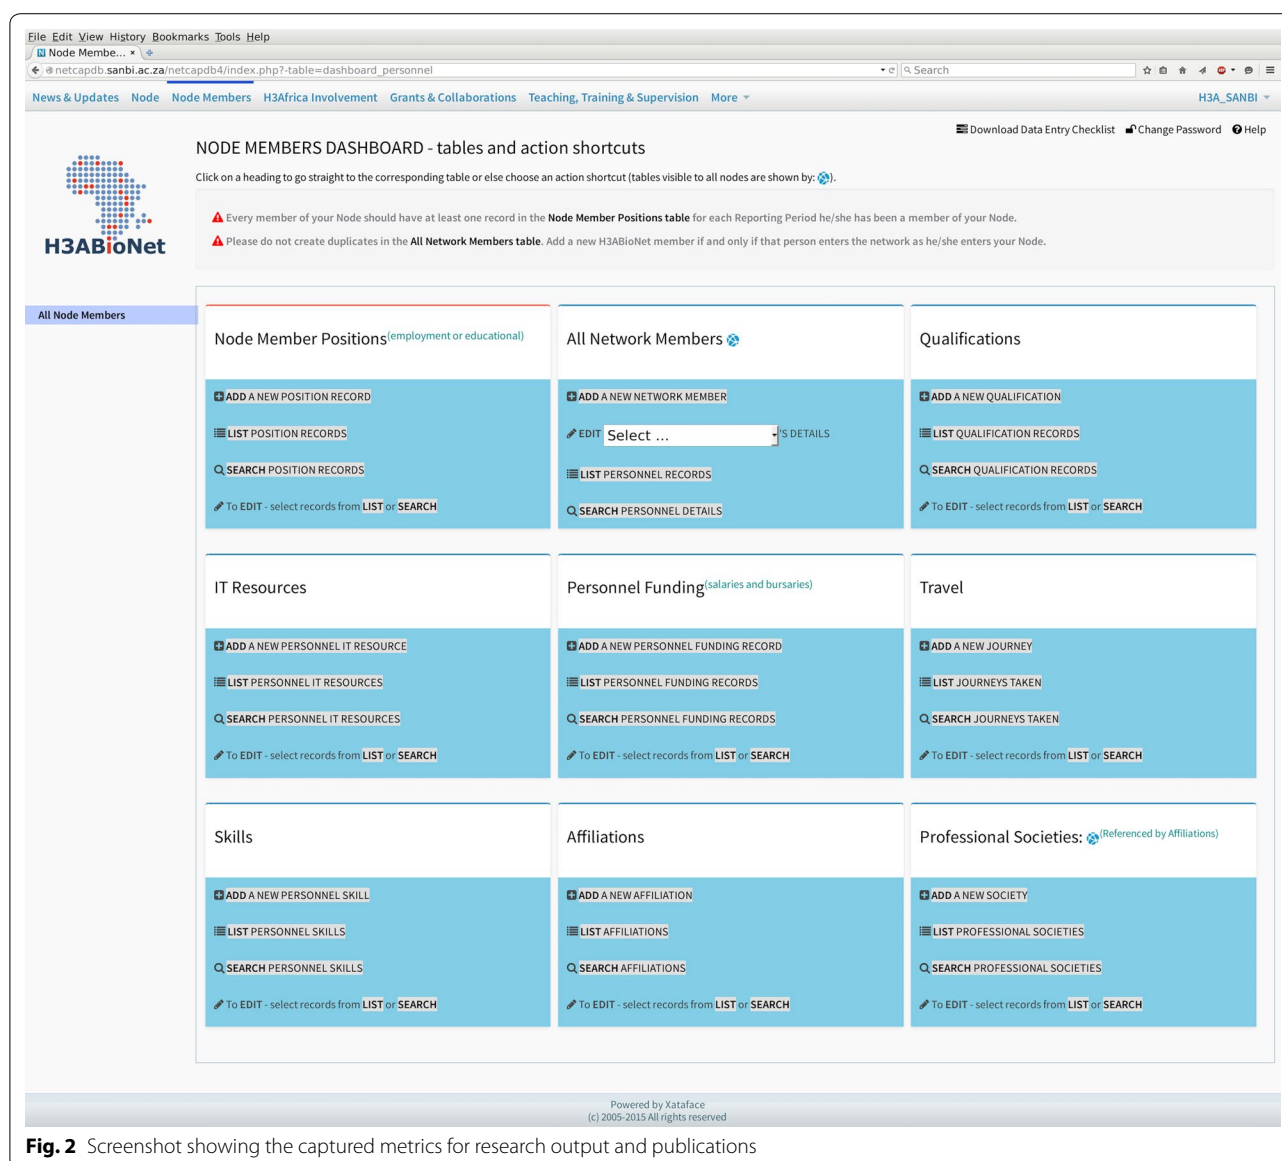 File Edit View History Bookmarks Tools Help
Node Membe... ×
netcapdb.sanbi.ac.za/netcapdb4/index.php?-table=dashboard_personnel
Search
News & Updates Node Node Members H3Africa Involvement Grants & Collaborations Teaching, Training & Supervision More
H3A_SANBI
Download Data Entry Checklist Change Password Help
NODE MEMBERS DASHBOARD - tables and action shortcuts
Click on a heading to go straight to the corresponding table or else choose an action shortcut (tables visible to all nodes are shown by: ).
Every member of your Node should have at least one record in the Node Member Positions table for each Reporting Period he/she has been a member of your Node.
Please do not create duplicates in the All Network Members table. Add a new H3ABioNet member if and only if that person enters the network as he/she enters your Node.
H3ABioNet
All Node Members
Node Member Positions (employment or educational)
ADD A NEW POSITION RECORD
LIST POSITION RECORDS
SEARCH POSITION RECORDS
To EDIT - select records from LIST or SEARCH
All Network Members
ADD A NEW NETWORK MEMBER
EDIT Select ... 'S DETAILS
LIST PERSONNEL RECORDS
SEARCH PERSONNEL DETAILS
Qualifications
ADD A NEW QUALIFICATION
LIST QUALIFICATION RECORDS
SEARCH QUALIFICATION RECORDS
To EDIT - select records from LIST or SEARCH
IT Resources
ADD A NEW PERSONNEL IT RESOURCE
LIST PERSONNEL IT RESOURCES
SEARCH PERSONNEL IT RESOURCES
To EDIT - select records from LIST or SEARCH
Personnel Funding (salaries and bursaries)
ADD A NEW PERSONNEL FUNDING RECORD
LIST PERSONNEL FUNDING RECORDS
SEARCH PERSONNEL FUNDING RECORDS
To EDIT - select records from LIST or SEARCH
Travel
ADD A NEW JOURNEY
LIST JOURNEYS TAKEN
SEARCH JOURNEYS TAKEN
To EDIT - select records from LIST or SEARCH
Skills
ADD A NEW PERSONNEL SKILL
LIST PERSONNEL SKILLS
SEARCH PERSONNEL SKILLS
To EDIT - select records from LIST or SEARCH
Affiliations
ADD A NEW AFFILIATION
LIST AFFILIATIONS
SEARCH AFFILIATIONS
To EDIT - select records from LIST or SEARCH
Professional Societies: (Referenced by Affiliations)
ADD A NEW SOCIETY
LIST PROFESSIONAL SOCIETIES
SEARCH PROFESSIONAL SOCIETIES
To EDIT - select records from LIST or SEARCH
Powered by Xataface
(c) 2005-2015 All rights reserved
Fig. 2 Screenshot showing the captured metrics for research output and publications